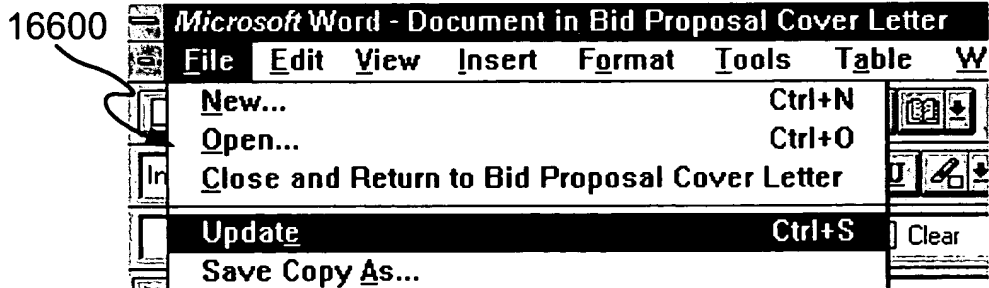 16600
Microsoft Word - Document in Bid Proposal Cover Letter
File Edit View Insert Format Tools Table W
New... Ctrl+N
Open... Ctrl+O
In
Close and Return to Bid Proposal Cover Letter
U
Update Ctrl+S
Clear
Save Copy As...